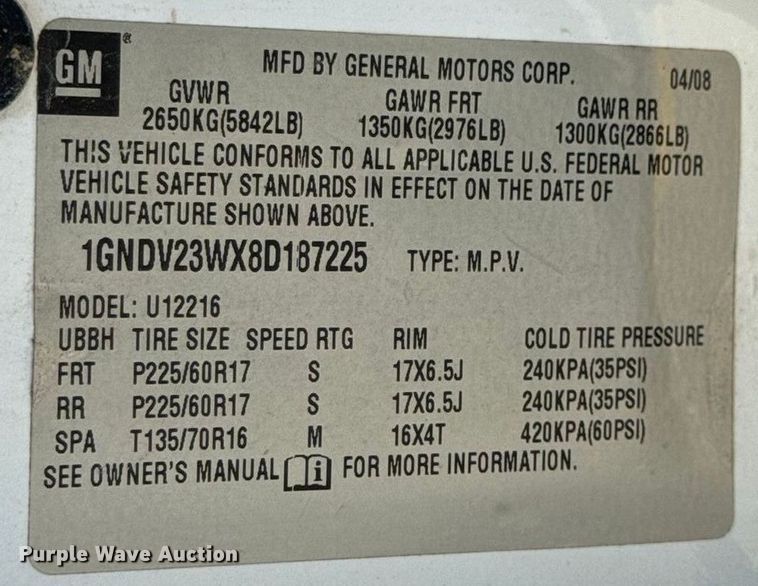 GM ®
MFD BY GENERAL MOTORS CORP. 04/08
GVWR GAWR FRT GAWR RR
2650KG(5842LB) 1350KG(2976LB) 1300KG(2866LB)
THIS VEHICLE CONFORMS TO ALL APPLICABLE U.S. FEDERAL MOTOR
VEHICLE SAFETY STANDARDS IN EFFECT ON THE DATE OF
MANUFACTURE SHOWN ABOVE.
1GNDV23WX8D187225 TYPE: M.P.V.
MODEL: U12216
UBBH TIRE SIZE SPEED RTG RIM COLD TIRE PRESSURE
FRT P225/60R17 S 17X6.5J 240KPA(35PSI)
RR P225/60R17 S 17X6.5J 240KPA(35PSI)
SPA T135/70R16 M 16X4T 420KPA(60PSI)
SEE OWNER'S MANUAL i FOR MORE INFORMATION.
Purple Wave Auction